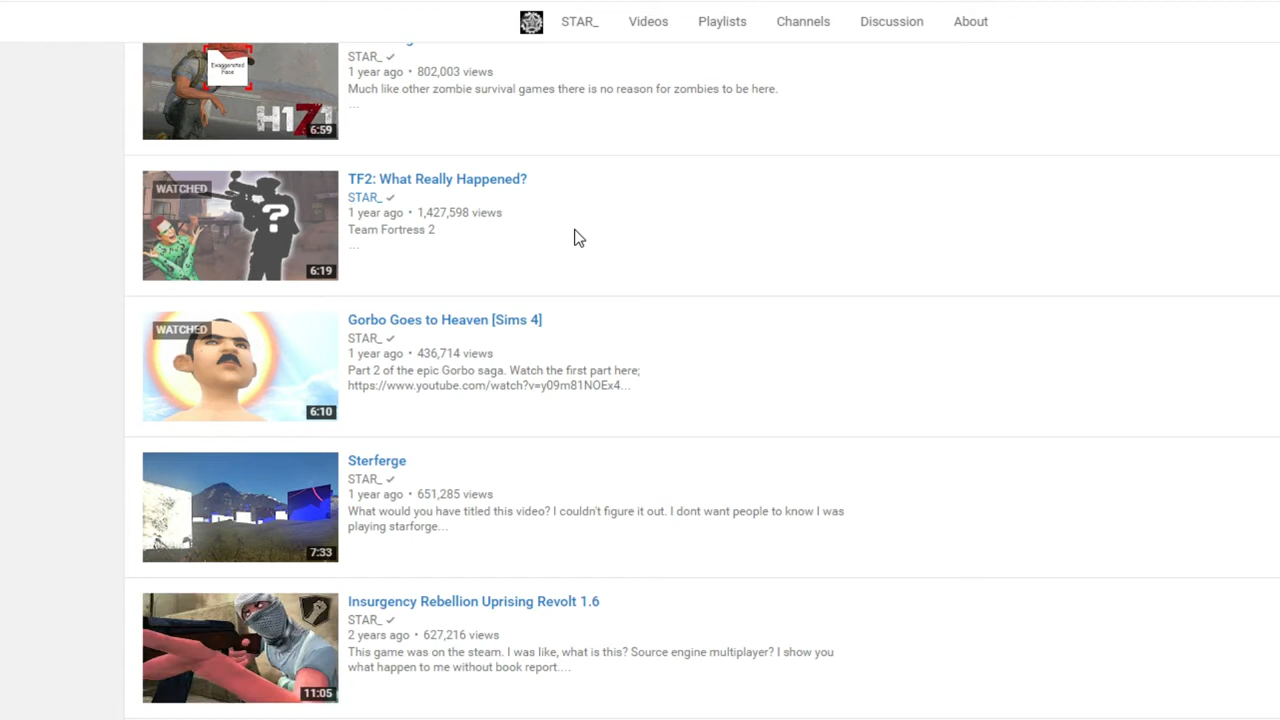 STAR_ Videos Playlists Channels Discussion About
Exaggerated
Face
H1Z1
6:59
STAR_
1 year ago • 802,003 views
Much like other zombie survival games there is no reason for zombies to be here.
...
WATCHED
?
6:19
TF2: What Really Happened?
STAR_
1 year ago • 1,427,598 views
Team Fortress 2
...
WATCHED
6:10
Gorbo Goes to Heaven [Sims 4]
STAR_
1 year ago • 436,714 views
Part 2 of the epic Gorbo saga. Watch the first part here;
https://www.youtube.com/watch?v=y09m81NOEx4...
7:33
Sterferge
STAR_
1 year ago • 651,285 views
What would you have titled this video? I couldn't figure it out. I dont want people to know I was
playing starforge...
11:05
Insurgency Rebellion Uprising Revolt 1.6
STAR_
2 years ago • 627,216 views
This game was on the steam. I was like, what is this? Source engine multiplayer? I show you
what happen to me without book report....